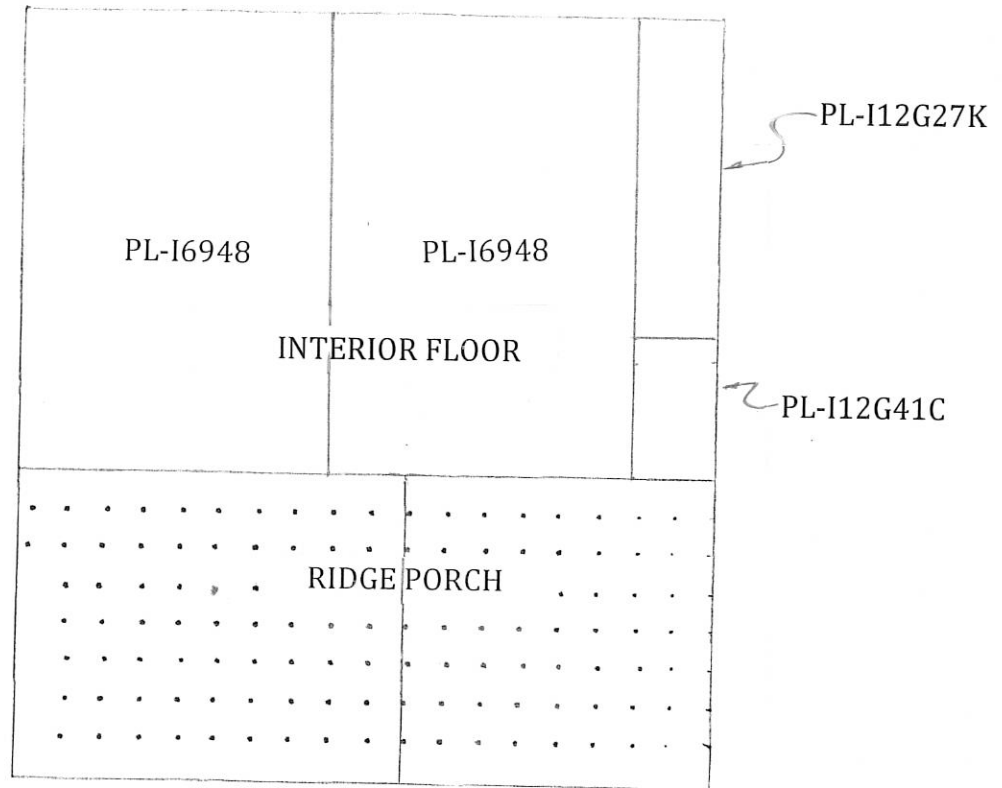 PL-I12G27K
PL-I6948
PL-I6948
INTERIOR FLOOR
PL-I12G41C
RIDGE PORCH